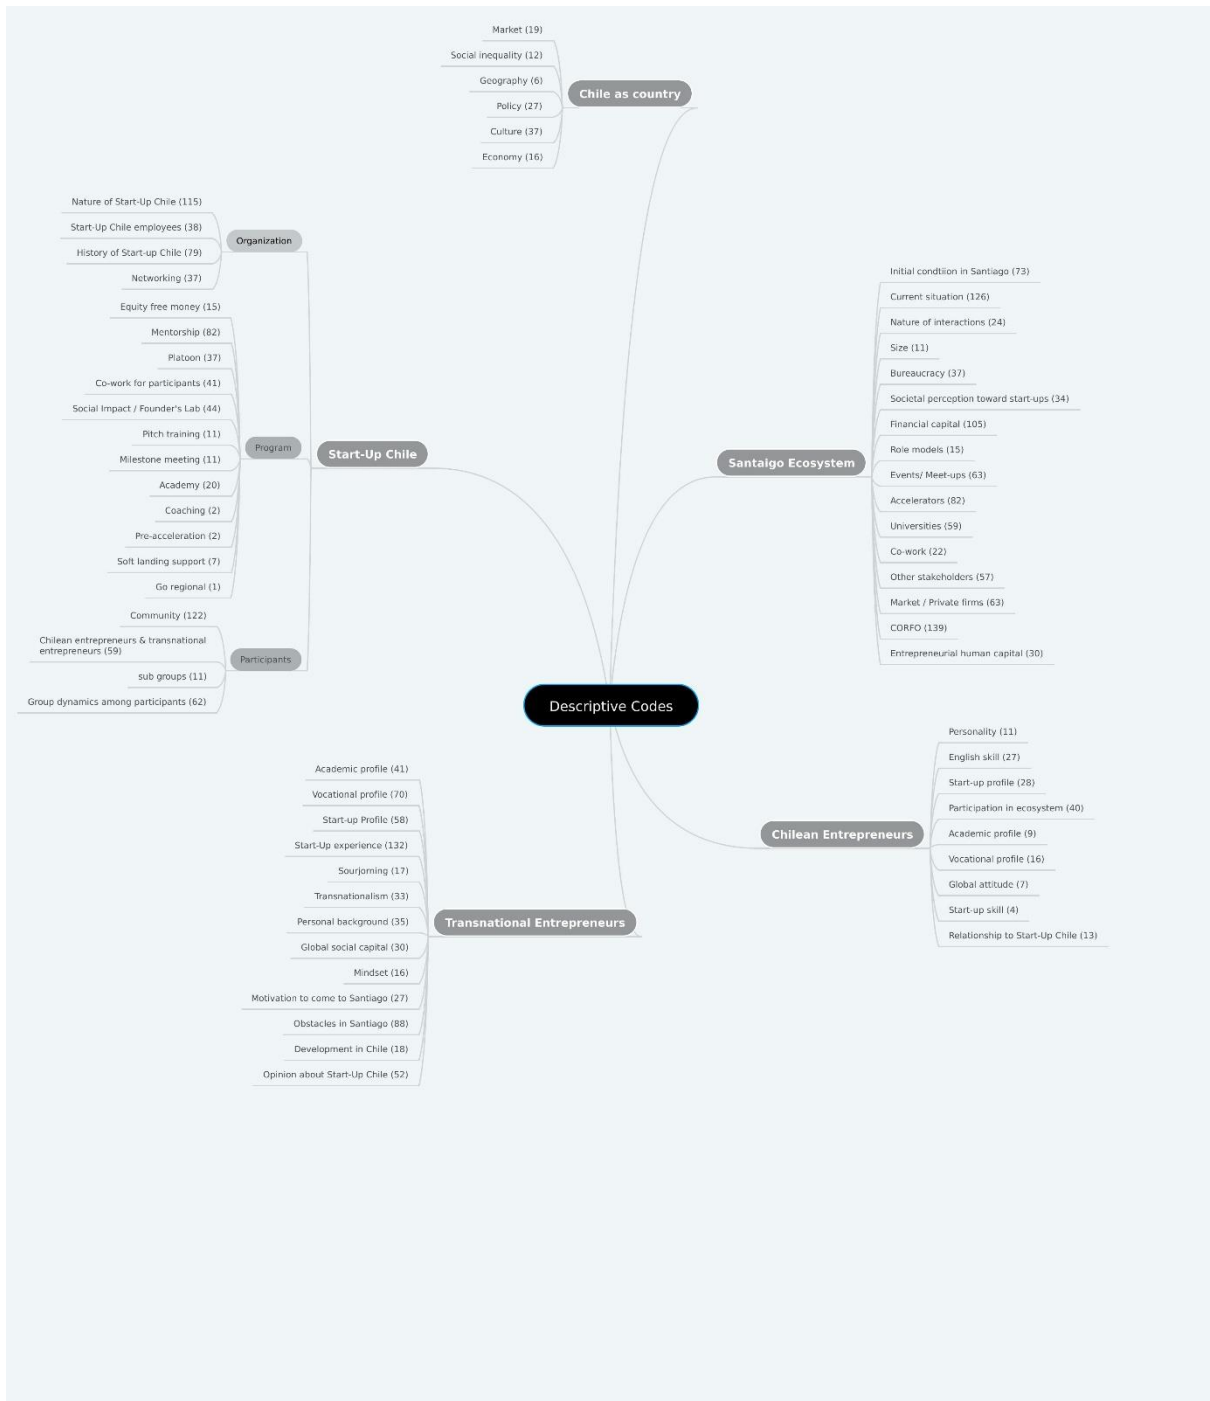 Market (19)
Social inequality (12)
Geography (6)
Policy (27)
Culture (37)
Economy (16)
Chile as country
Nature of Start-Up Chile (115)
Start-Up Chile employees (38)
History of Start-up Chile (79)
Networking (37)
Organization
Equity free money (15)
Mentorship (82)
Platoon (37)
Co-work for participants (41)
Social Impact / Founder's Lab (44)
Pitch training (11)
Milestone meeting (11)
Academy (20)
Coaching (2)
Pre-acceleration (2)
Soft landing support (7)
Go regional (1)
Program
Community (122)
Chilean entrepreneurs & transnational
entrepreneurs (59)
sub groups (11)
Group dynamics among participants (62)
Participants
Start-Up Chile
Santaigo Ecosystem
Initial condtiion in Santiago (73)
Current situation (126)
Nature of interactions (24)
Size (11)
Bureaucracy (37)
Societal perception toward start-ups (34)
Financial capital (105)
Role models (15)
Events/ Meet-ups (63)
Accelerators (82)
Universities (59)
Co-work (22)
Other stakeholders (57)
Market / Private firms (63)
CORFO (139)
Entrepreneurial human capital (30)
Descriptive Codes
Academic profile (41)
Vocational profile (70)
Start-up Profile (58)
Start-Up experience (132)
Sourjorning (17)
Transnationalism (33)
Personal background (35)
Global social capital (30)
Mindset (16)
Motivation to come to Santiago (27)
Obstacles in Santiago (88)
Development in Chile (18)
Opinion about Start-Up Chile (52)
Transnational Entrepreneurs
Chilean Entrepreneurs
Personality (11)
English skill (27)
Start-up profile (28)
Participation in ecosystem (40)
Academic profile (9)
Vocational profile (16)
Global attitude (7)
Start-up skill (4)
Relationship to Start-Up Chile (13)